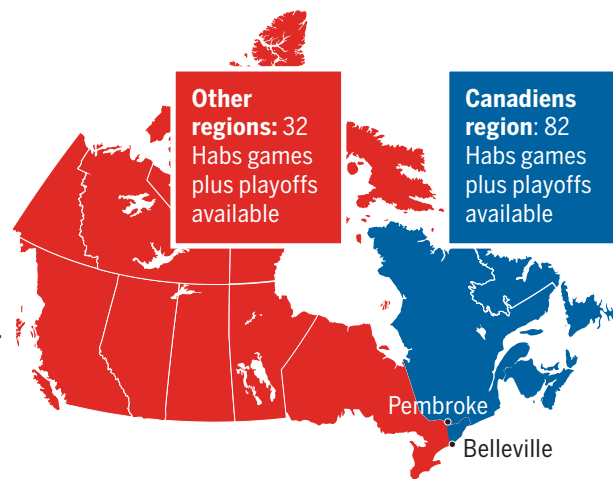 Other
regions: 32
Habs games
plus playoffs
available
Canadiens
region: 82
Habs games
plus playoffs
available
Pembroke
Belleville